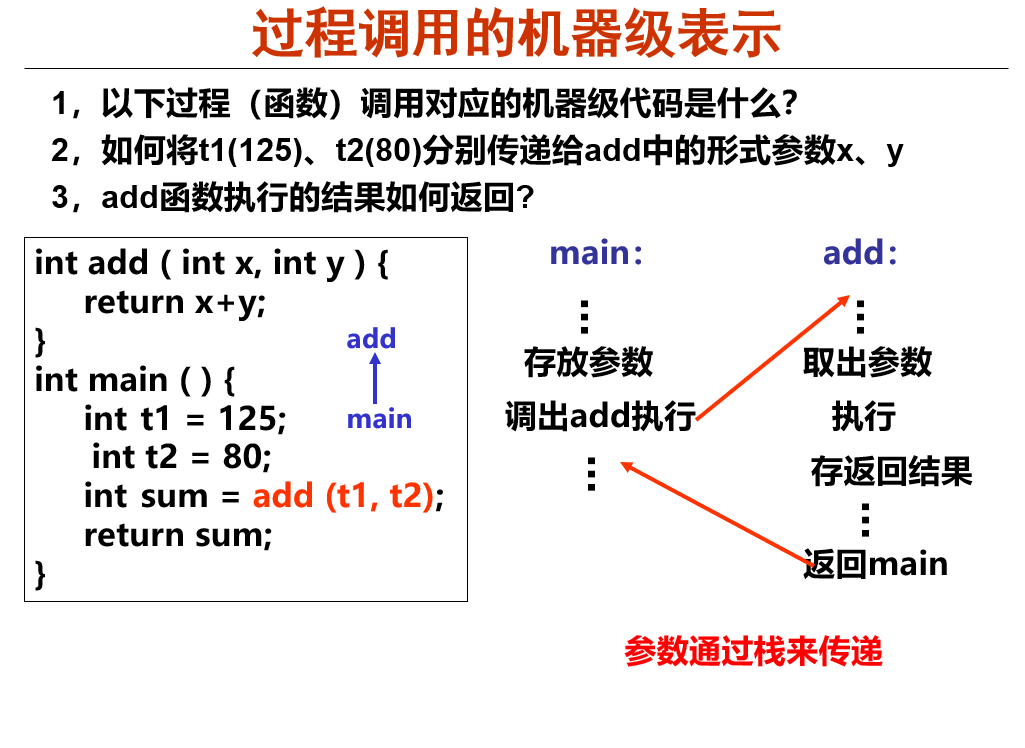 过程调用的机器级表示
1，以下过程（函数）调用对应的机器级代码是什么？
2，如何将t1(125)、t2(80)分别传递给add中的形式参数x、y
3，add函数执行的结果如何返回？
int add ( int x, int y ) {
return x+y;
}
int main ( ) {
int t1 = 125;
int t2 = 80;
int sum = add (t1, t2);
return sum;
}
add
main
main：
⋮
存放参数
调出add执行
⋮
add：
⋮
取出参数
执行
存返回结果
⋮
返回main
参数通过栈来传递